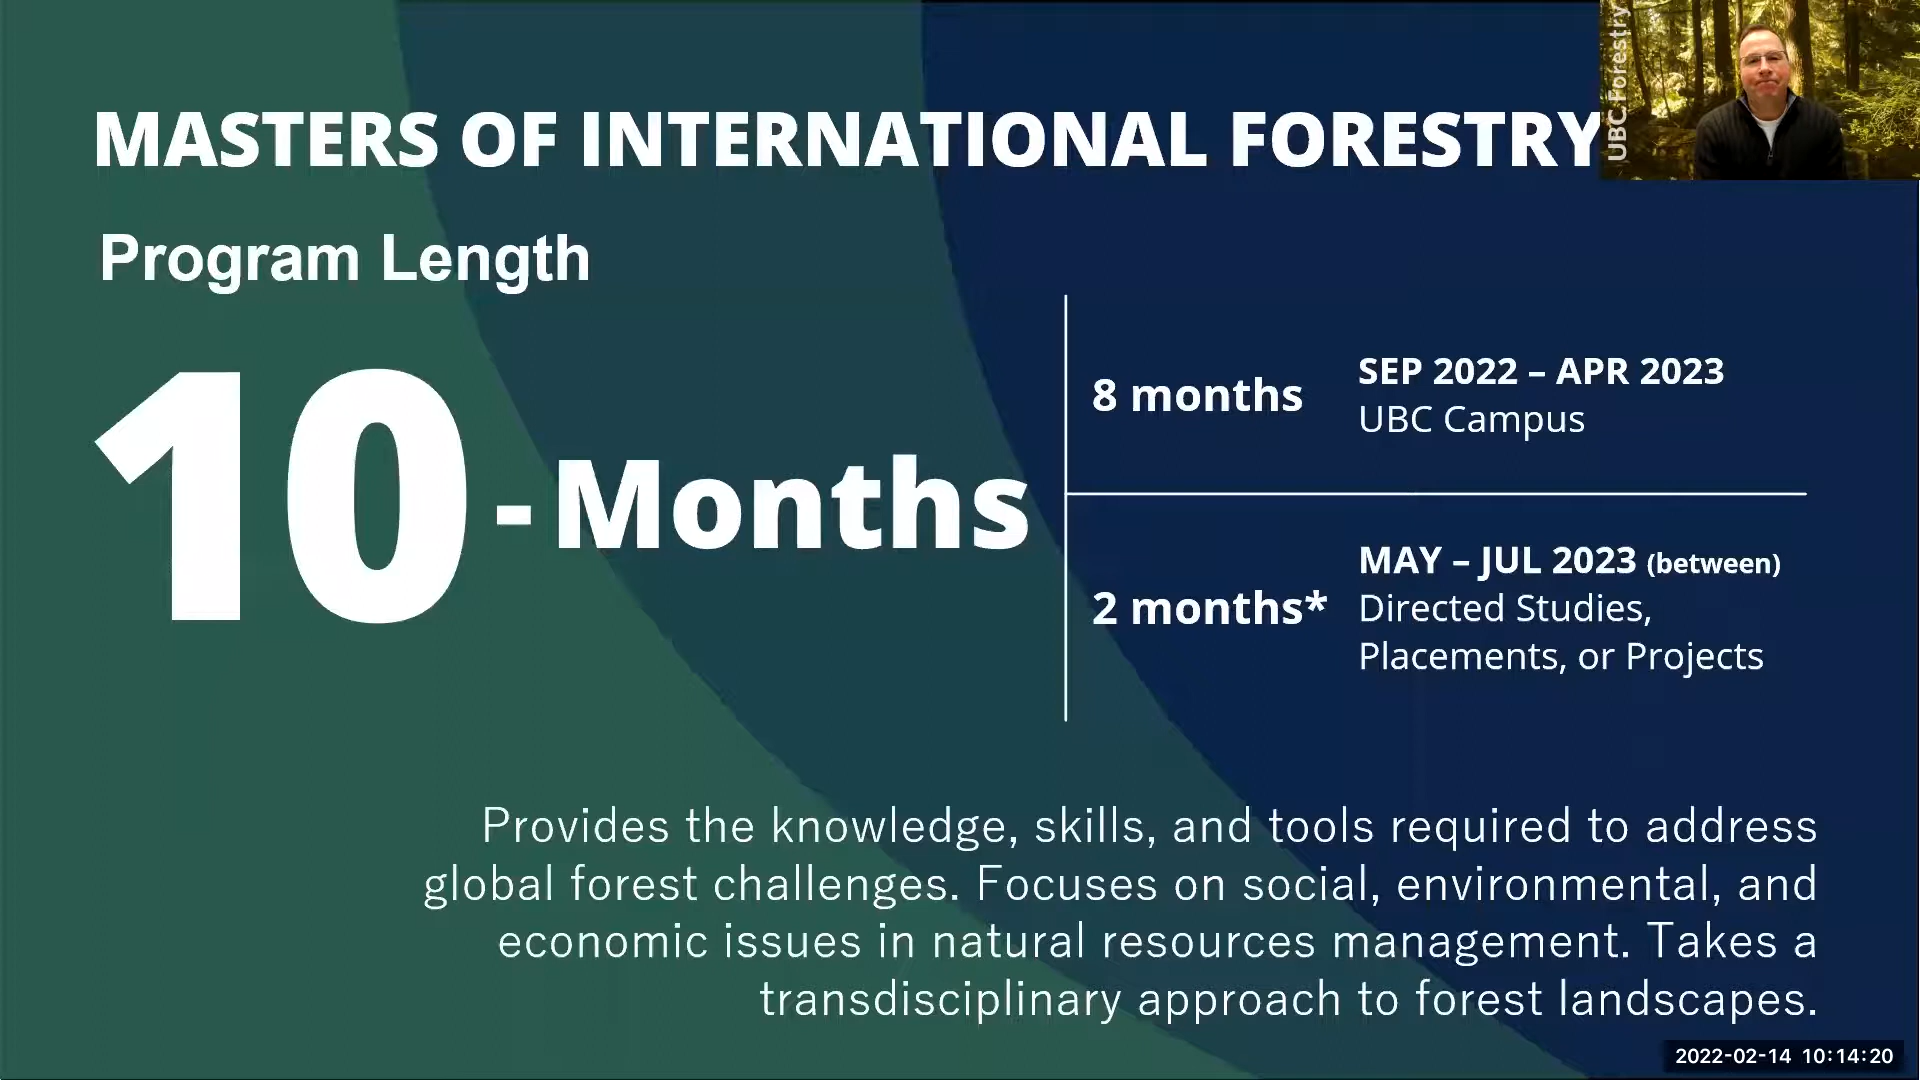 MASTERS OF INTERNATIONAL FORESTRY
UBC Forestry
Program Length
10 - Months
8 months
SEP 2022 – APR 2023
UBC Campus
2 months*
MAY – JUL 2023 (between)
Directed Studies,
Placements, or Projects
Provides the knowledge, skills, and tools required to address
global forest challenges. Focuses on social, environmental, and
economic issues in natural resources management. Takes a
transdisciplinary approach to forest landscapes.
2022-02-14 10:14:20